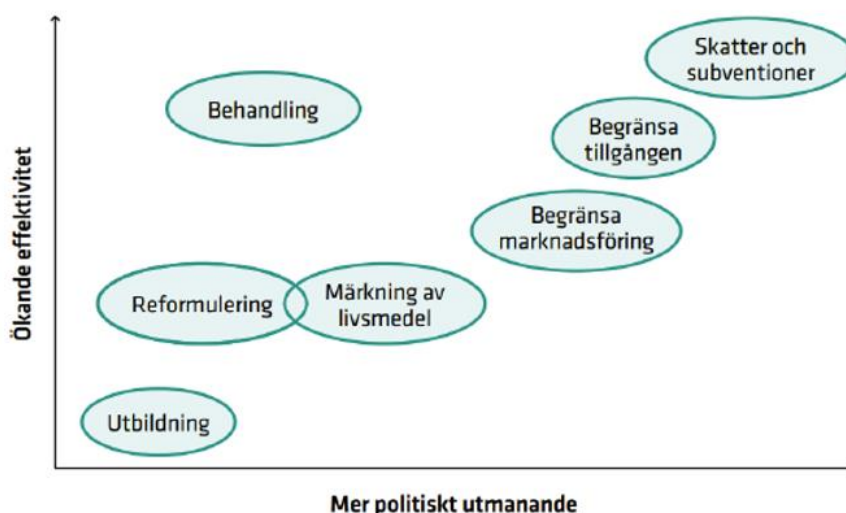 Skatter och
subventioner
Behandling
Begränsa
tillgången
Begränsa
marknadsföring
Reformulering
Märkning av
livsmedel
Utbildning
Ökande effektivitet
Mer politiskt utmanande